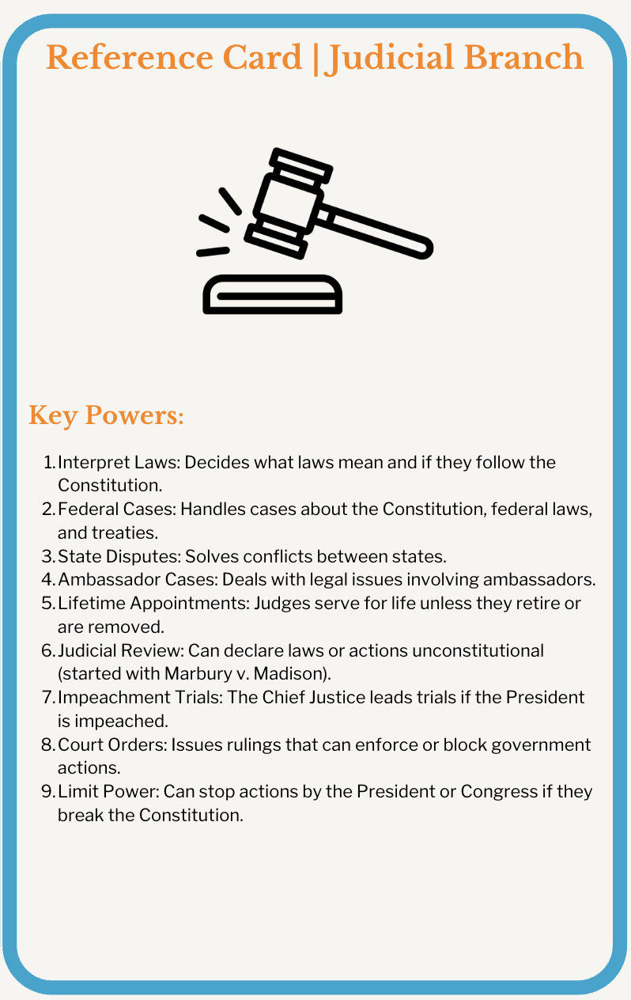 Reference Card | Judicial Branch
Key Powers:
1. Interpret Laws: Decides what laws mean and if they follow the
Constitution.
2. Federal Cases: Handles cases about the Constitution, federal laws,
and treaties.
3. State Disputes: Solves conflicts between states.
4. Ambassador Cases: Deals with legal issues involving ambassadors.
5. Lifetime Appointments: Judges serve for life unless they retire or
are removed.
6. Judicial Review: Can declare laws or actions unconstitutional
(started with Marbury v. Madison).
7. Impeachment Trials: The Chief Justice leads trials if the President
is impeached.
8. Court Orders: Issues rulings that can enforce or block government
actions.
9. Limit Power: Can stop actions by the President or Congress if they
break the Constitution.